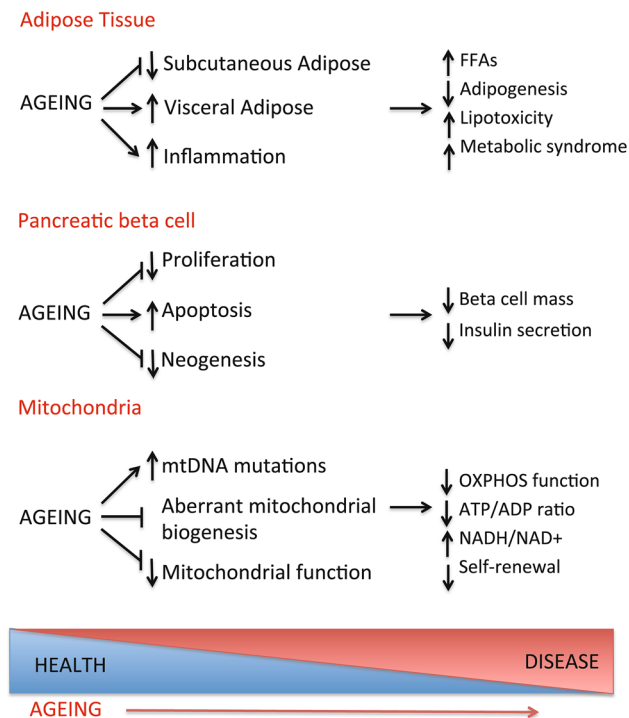 Adipose Tissue
AGEING
Subcutaneous Adipose
Visceral Adipose
Inflammation
FFAs
Adipogenesis
Lipotoxicity
Metabolic syndrome
Pancreatic beta cell
AGEING
Proliferation
Apoptosis
Neogenesis
Beta cell mass
Insulin secretion
Mitochondria
AGEING
mtDNA mutations
Aberrant mitochondrial
biogenesis
Mitochondrial function
OXPHOS function
ATP/ADP ratio
NADH/NAD+
Self-renewal
HEALTH
DISEASE
AGEING